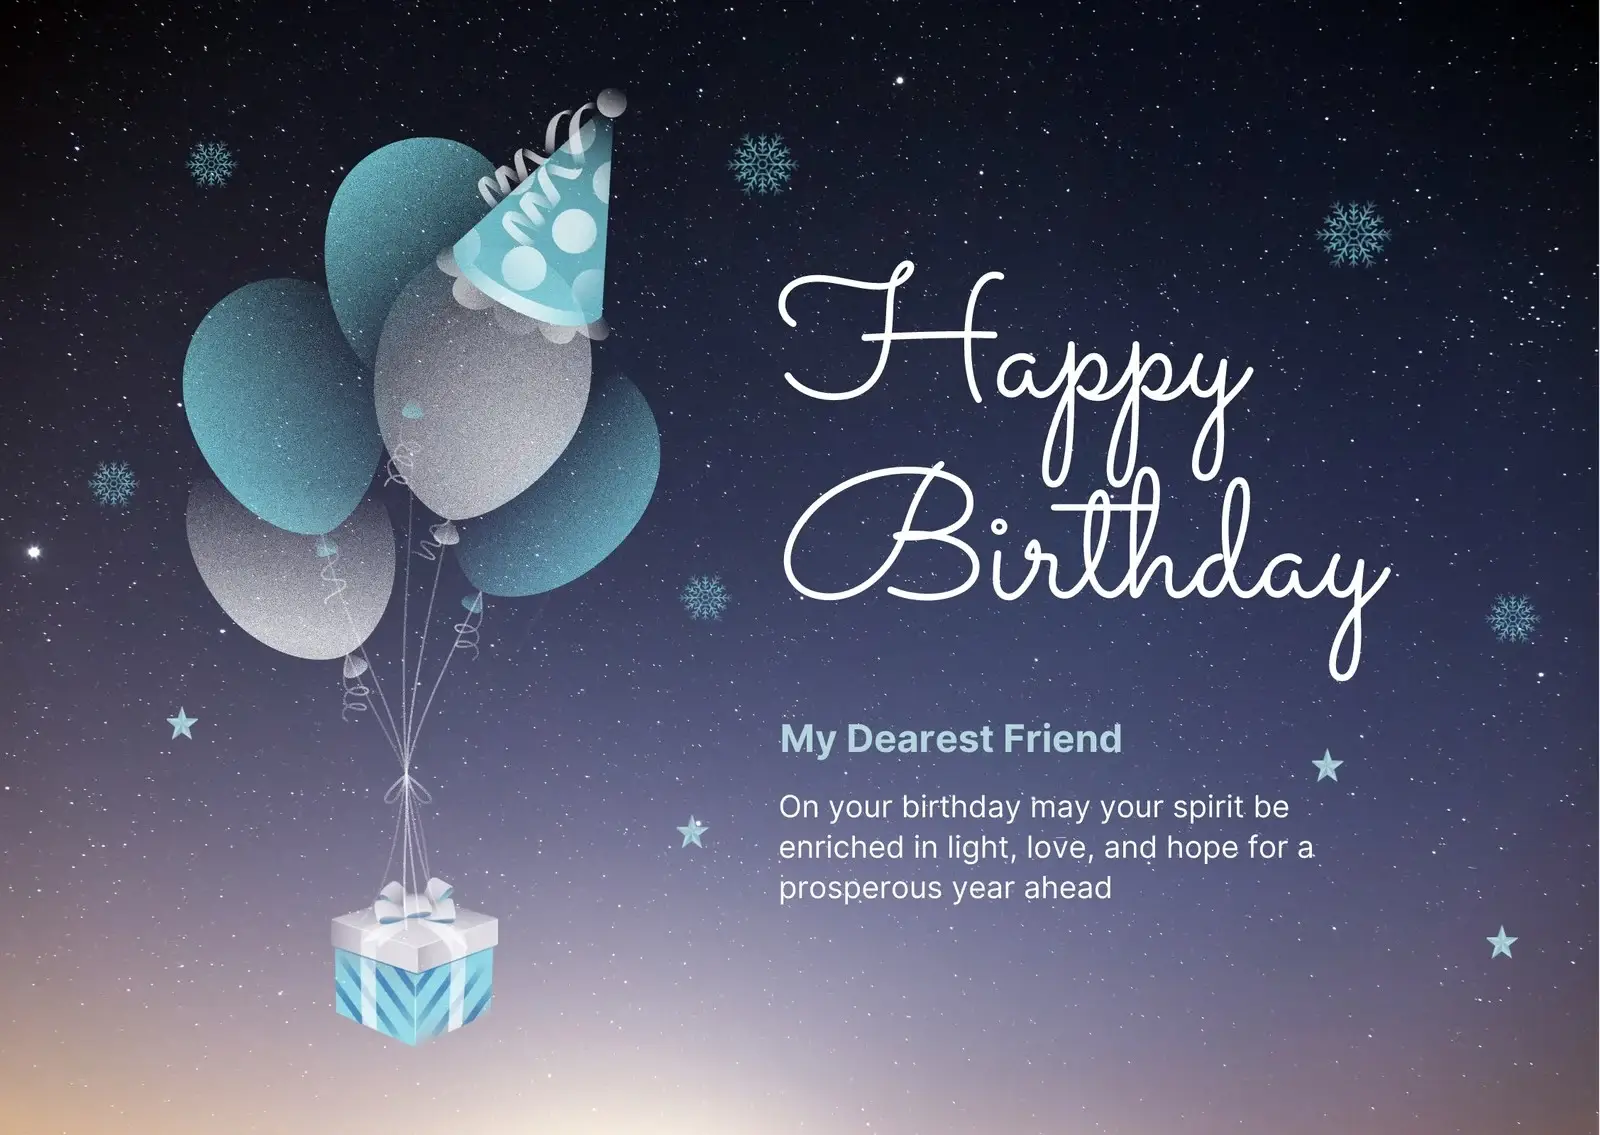 Happy
Birthday
My Dearest Friend
On your birthday may your spirit be
enriched in light, love, and hope for a
prosperous year ahead